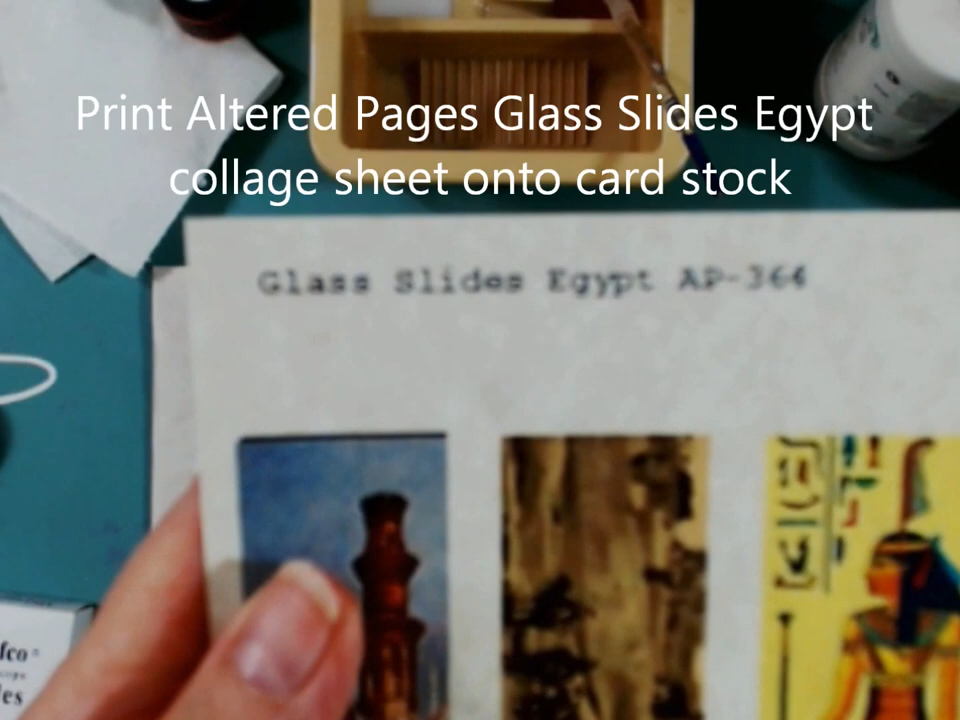 Print Altered Pages Glass Slides Egypt
collage sheet onto card stock
Glass Slides Egypt AP-364